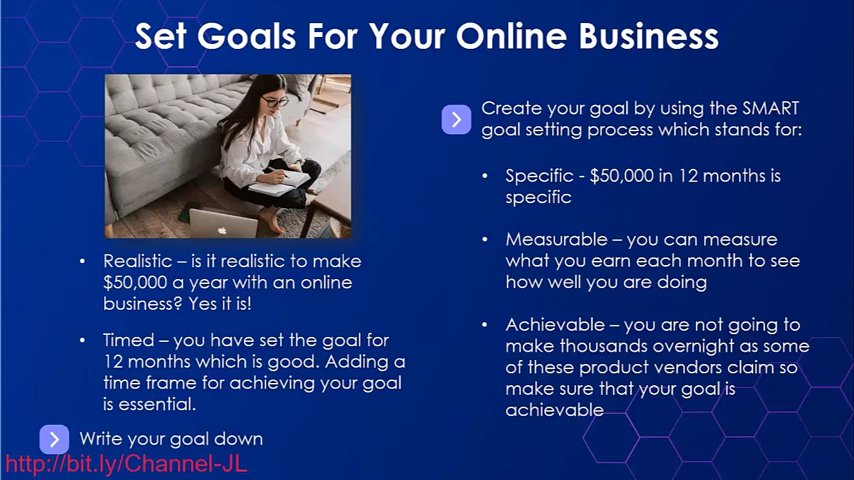 Set Goals For Your Online Business
Create your goal by using the SMART
goal setting process which stands for:
• Specific - $50,000 in 12 months is
specific
• Measurable – you can measure
what you earn each month to see
how well you are doing
• Achievable – you are not going to
make thousands overnight as some
of these product vendors claim so
make sure that your goal is
achievable
• Realistic – is it realistic to make
$50,000 a year with an online
business? Yes it is!
• Timed – you have set the goal for
12 months which is good. Adding a
time frame for achieving your goal
is essential.
Write your goal down
http://bit.ly/Channel-JL